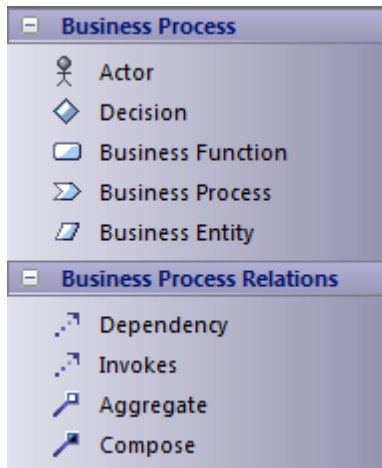 Business Process
Actor
Decision
Business Function
Business Process
Business Entity
Business Process Relations
Dependency
Invokes
Aggregate
Compose